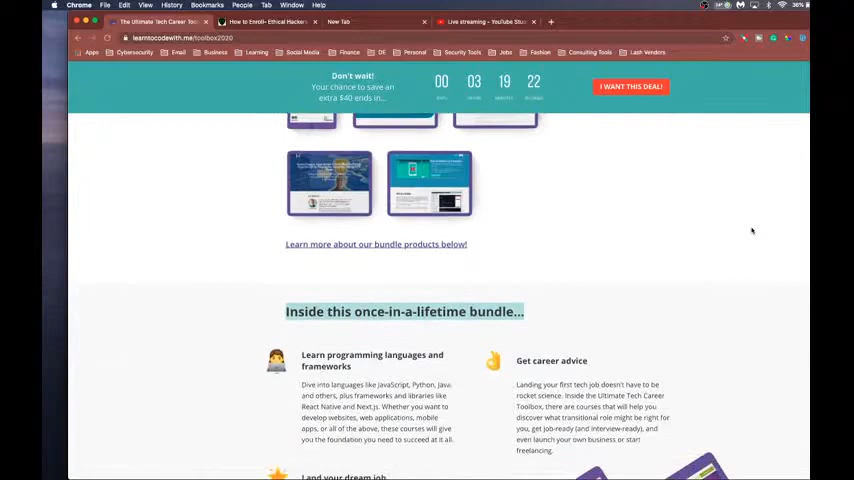 Chrome File Edit View History Bookmarks People Tab Window Help
36%
The Ultimate Tech Career Too
How to Enroll– Ethical Hackers
New Tab
Live streaming - YouTube Stu
learntocodewith.me/toolbox2020
Apps Cybersecurity Email Business Learning Social Media Finance DE Personal Security Tools Jobs Fashion Consulting Tools Lash Vendors
Don't wait!
Your chance to save an
extra $40 ends in...
00 03 19 22
I WANT THIS DEAL!
Learn more about our bundle products below!
Inside this once-in-a-lifetime bundle...
Learn programming languages and
frameworks
Dive into languages like JavaScript, Python, Java,
and others, plus frameworks and libraries like
React Native and Next.js. Whether you want to
develop websites, web applications, mobile
apps, or all of the above, these courses will give
you the foundation you need to succeed at it all.
Get career advice
Landing your first tech job doesn't have to be
rocket science. Inside the Ultimate Tech Career
Toolbox, there are courses that will help you
discover what transitional role might be right for
you, get job-ready (and interview-ready), and
even launch your own business or start
freelancing.
Land your dream job